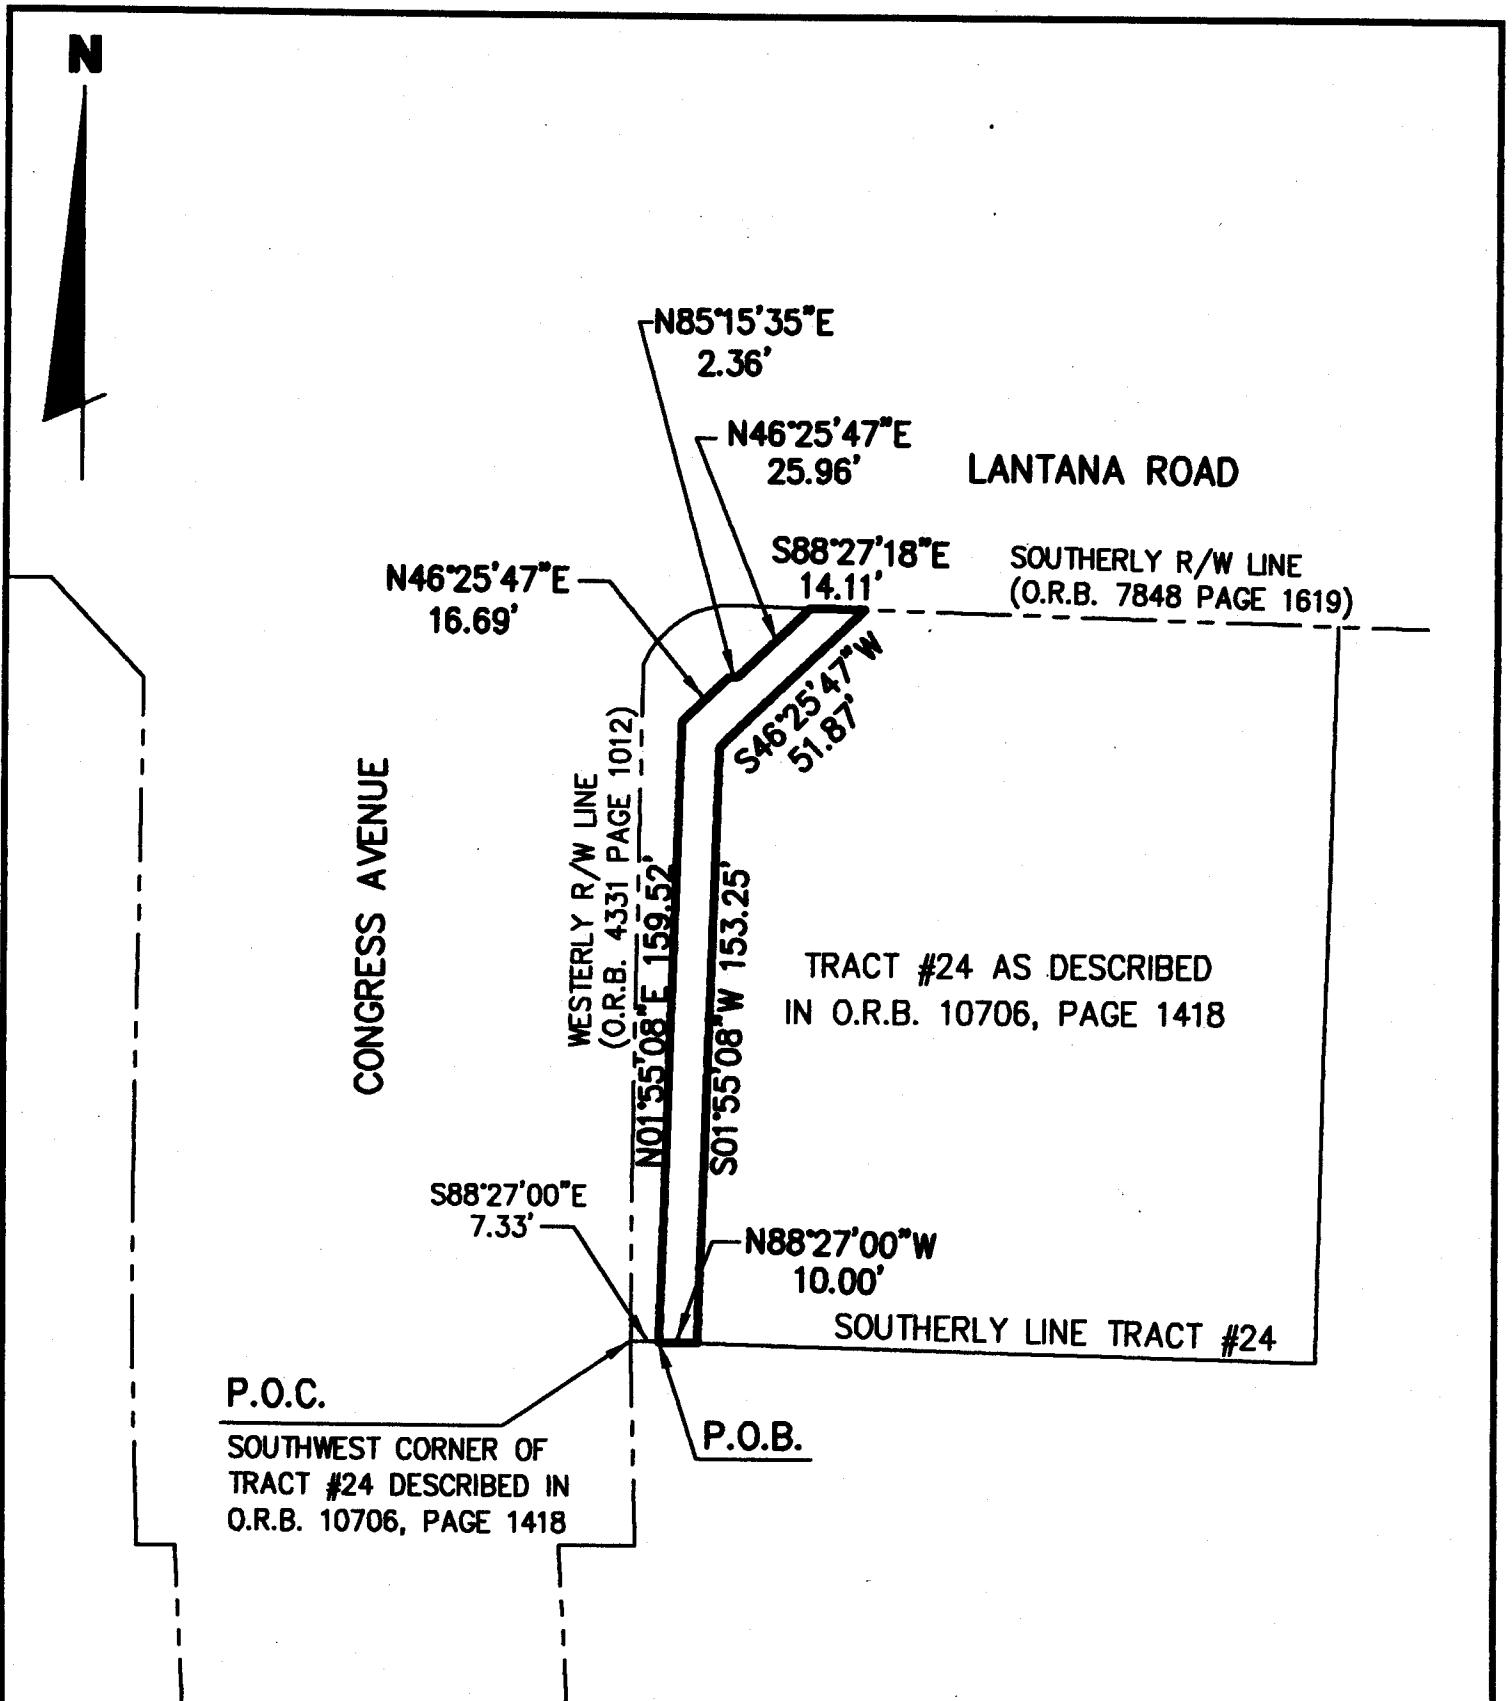 N
N85°15'35"E
2.36'
N46°25'47"E
25.96'
LANTANA ROAD
S88°27'18"E
14.11'
SOUTHERLY R/W LINE
(O.R.B. 7848 PAGE 1619)
N46°25'47"E
16.69'
S46°25'47"W
51.87'
CONGRESS AVENUE
WESTERLY R/W LINE
(O.R.B. 4331 PAGE 1012)
N01°55'08"E 159.52'
S01°55'08"W 153.25'
TRACT #24 AS DESCRIBED
IN O.R.B. 10706, PAGE 1418
S88°27'00"E
7.33'
N88°27'00"W
10.00'
SOUTHERLY LINE TRACT #24
P.O.C.
SOUTHWEST CORNER OF
TRACT #24 DESCRIBED IN
O.R.B. 10706, PAGE 1418
P.O.B.